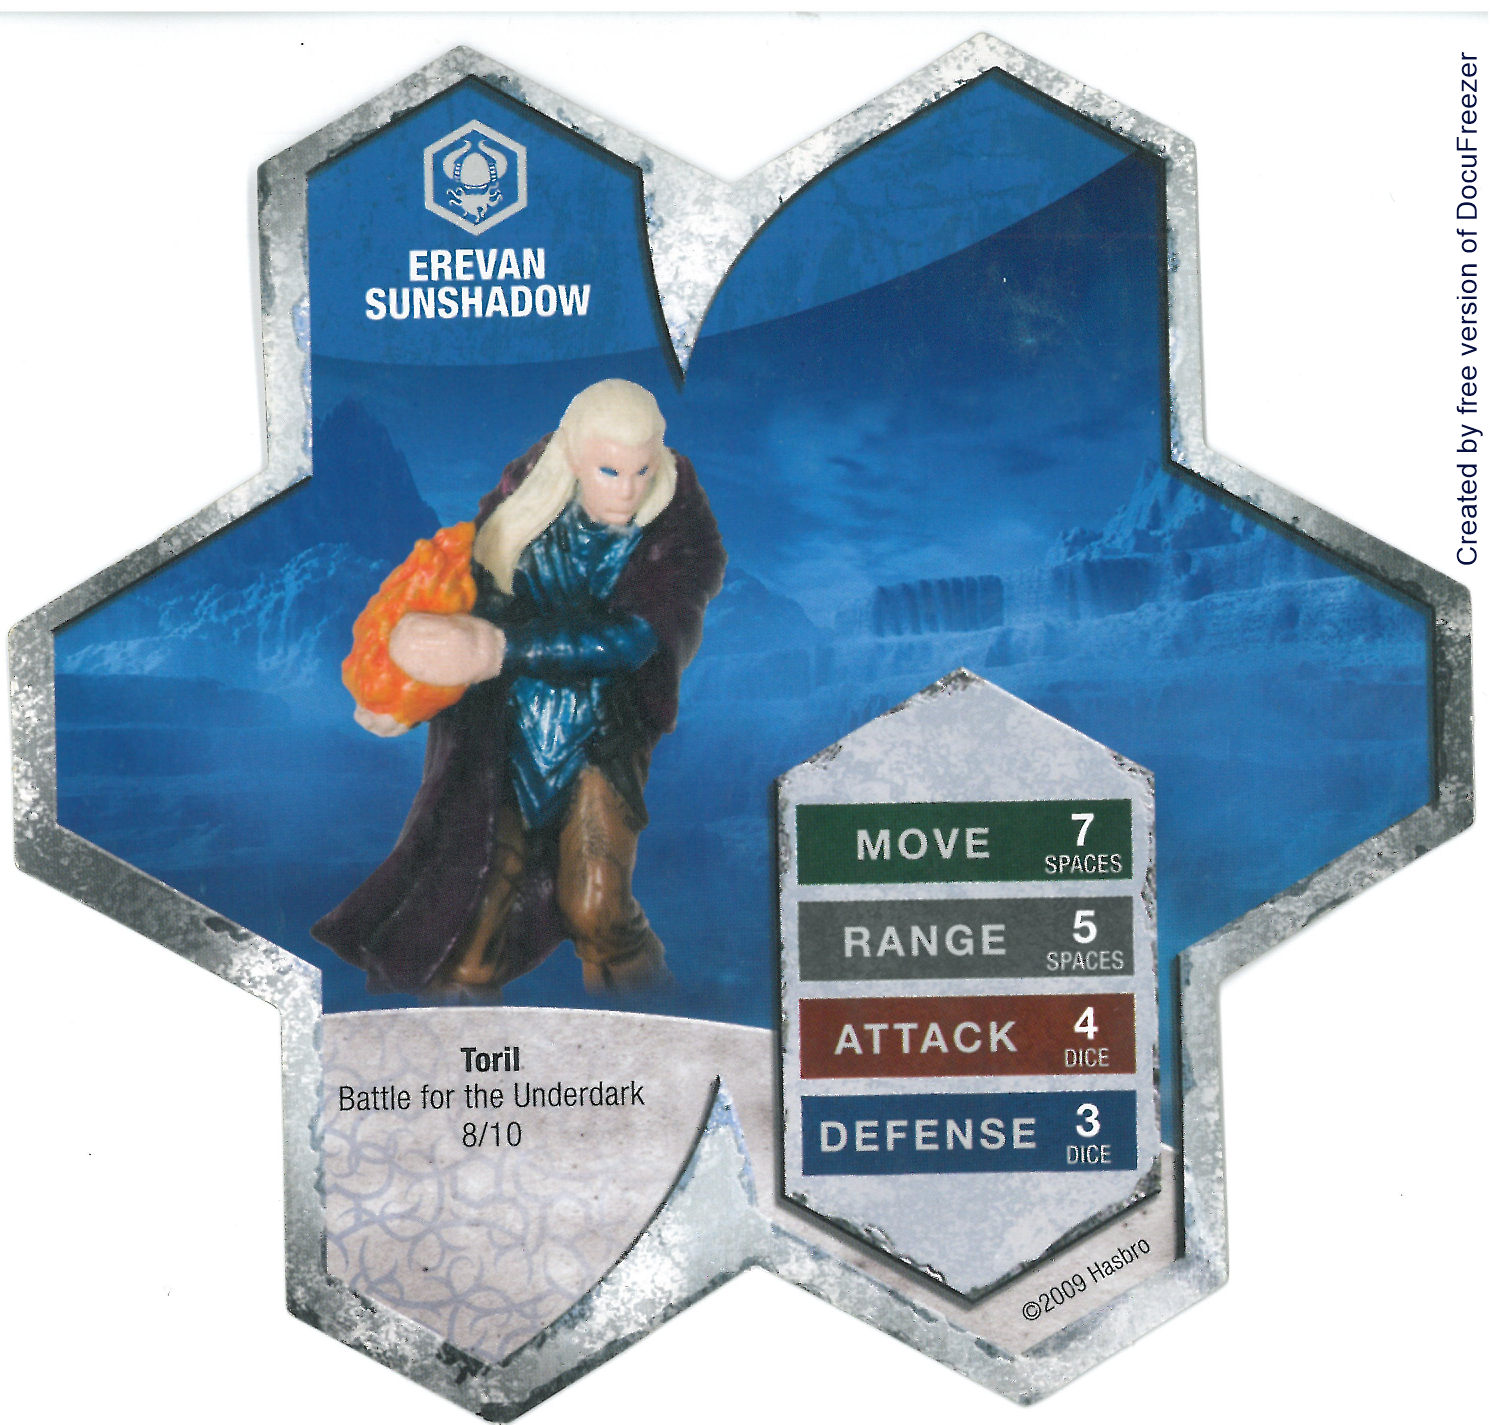 EREVAN
SUNSHADOW
MOVE 7
SPACES
RANGE 5
SPACES
ATTACK 4
DICE
DEFENSE 3
DICE
Toril
Battle for the Underdark
8/10
©2009 Hasbro
Created by free version of DocuFreezer